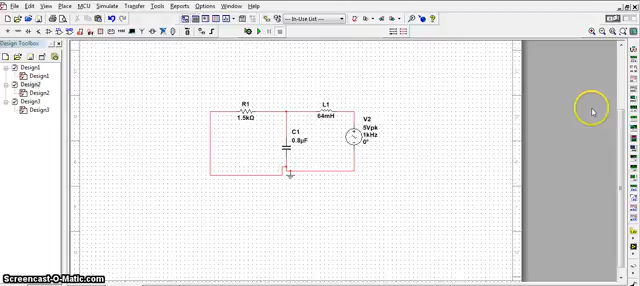 File Edit View Place MCU Simulate Transfer Tools Reports Options Window Help
--- In-Use List ---
Design Toolbox
Design1
Design1
Design2
Design2
Design3
Design3
R1
1.5kΩ
L1
64mH
C1
0.8µF
V2
5Vpk
1kHz
0°
Screencast-O-Matic.com